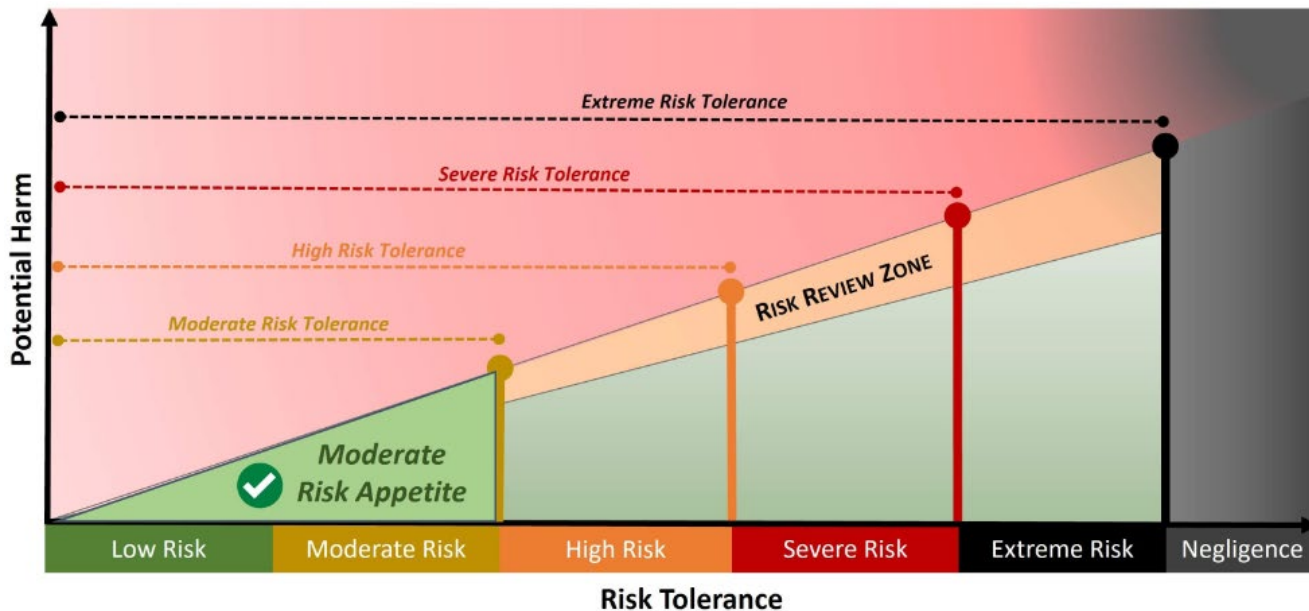 Extreme Risk Tolerance
Severe Risk Tolerance
High Risk Tolerance
Moderate Risk Tolerance
Potential Harm
RISK REVIEW ZONE
Moderate
Risk Appetite
Low Risk
Moderate Risk
High Risk
Severe Risk
Extreme Risk
Negligence
Risk Tolerance